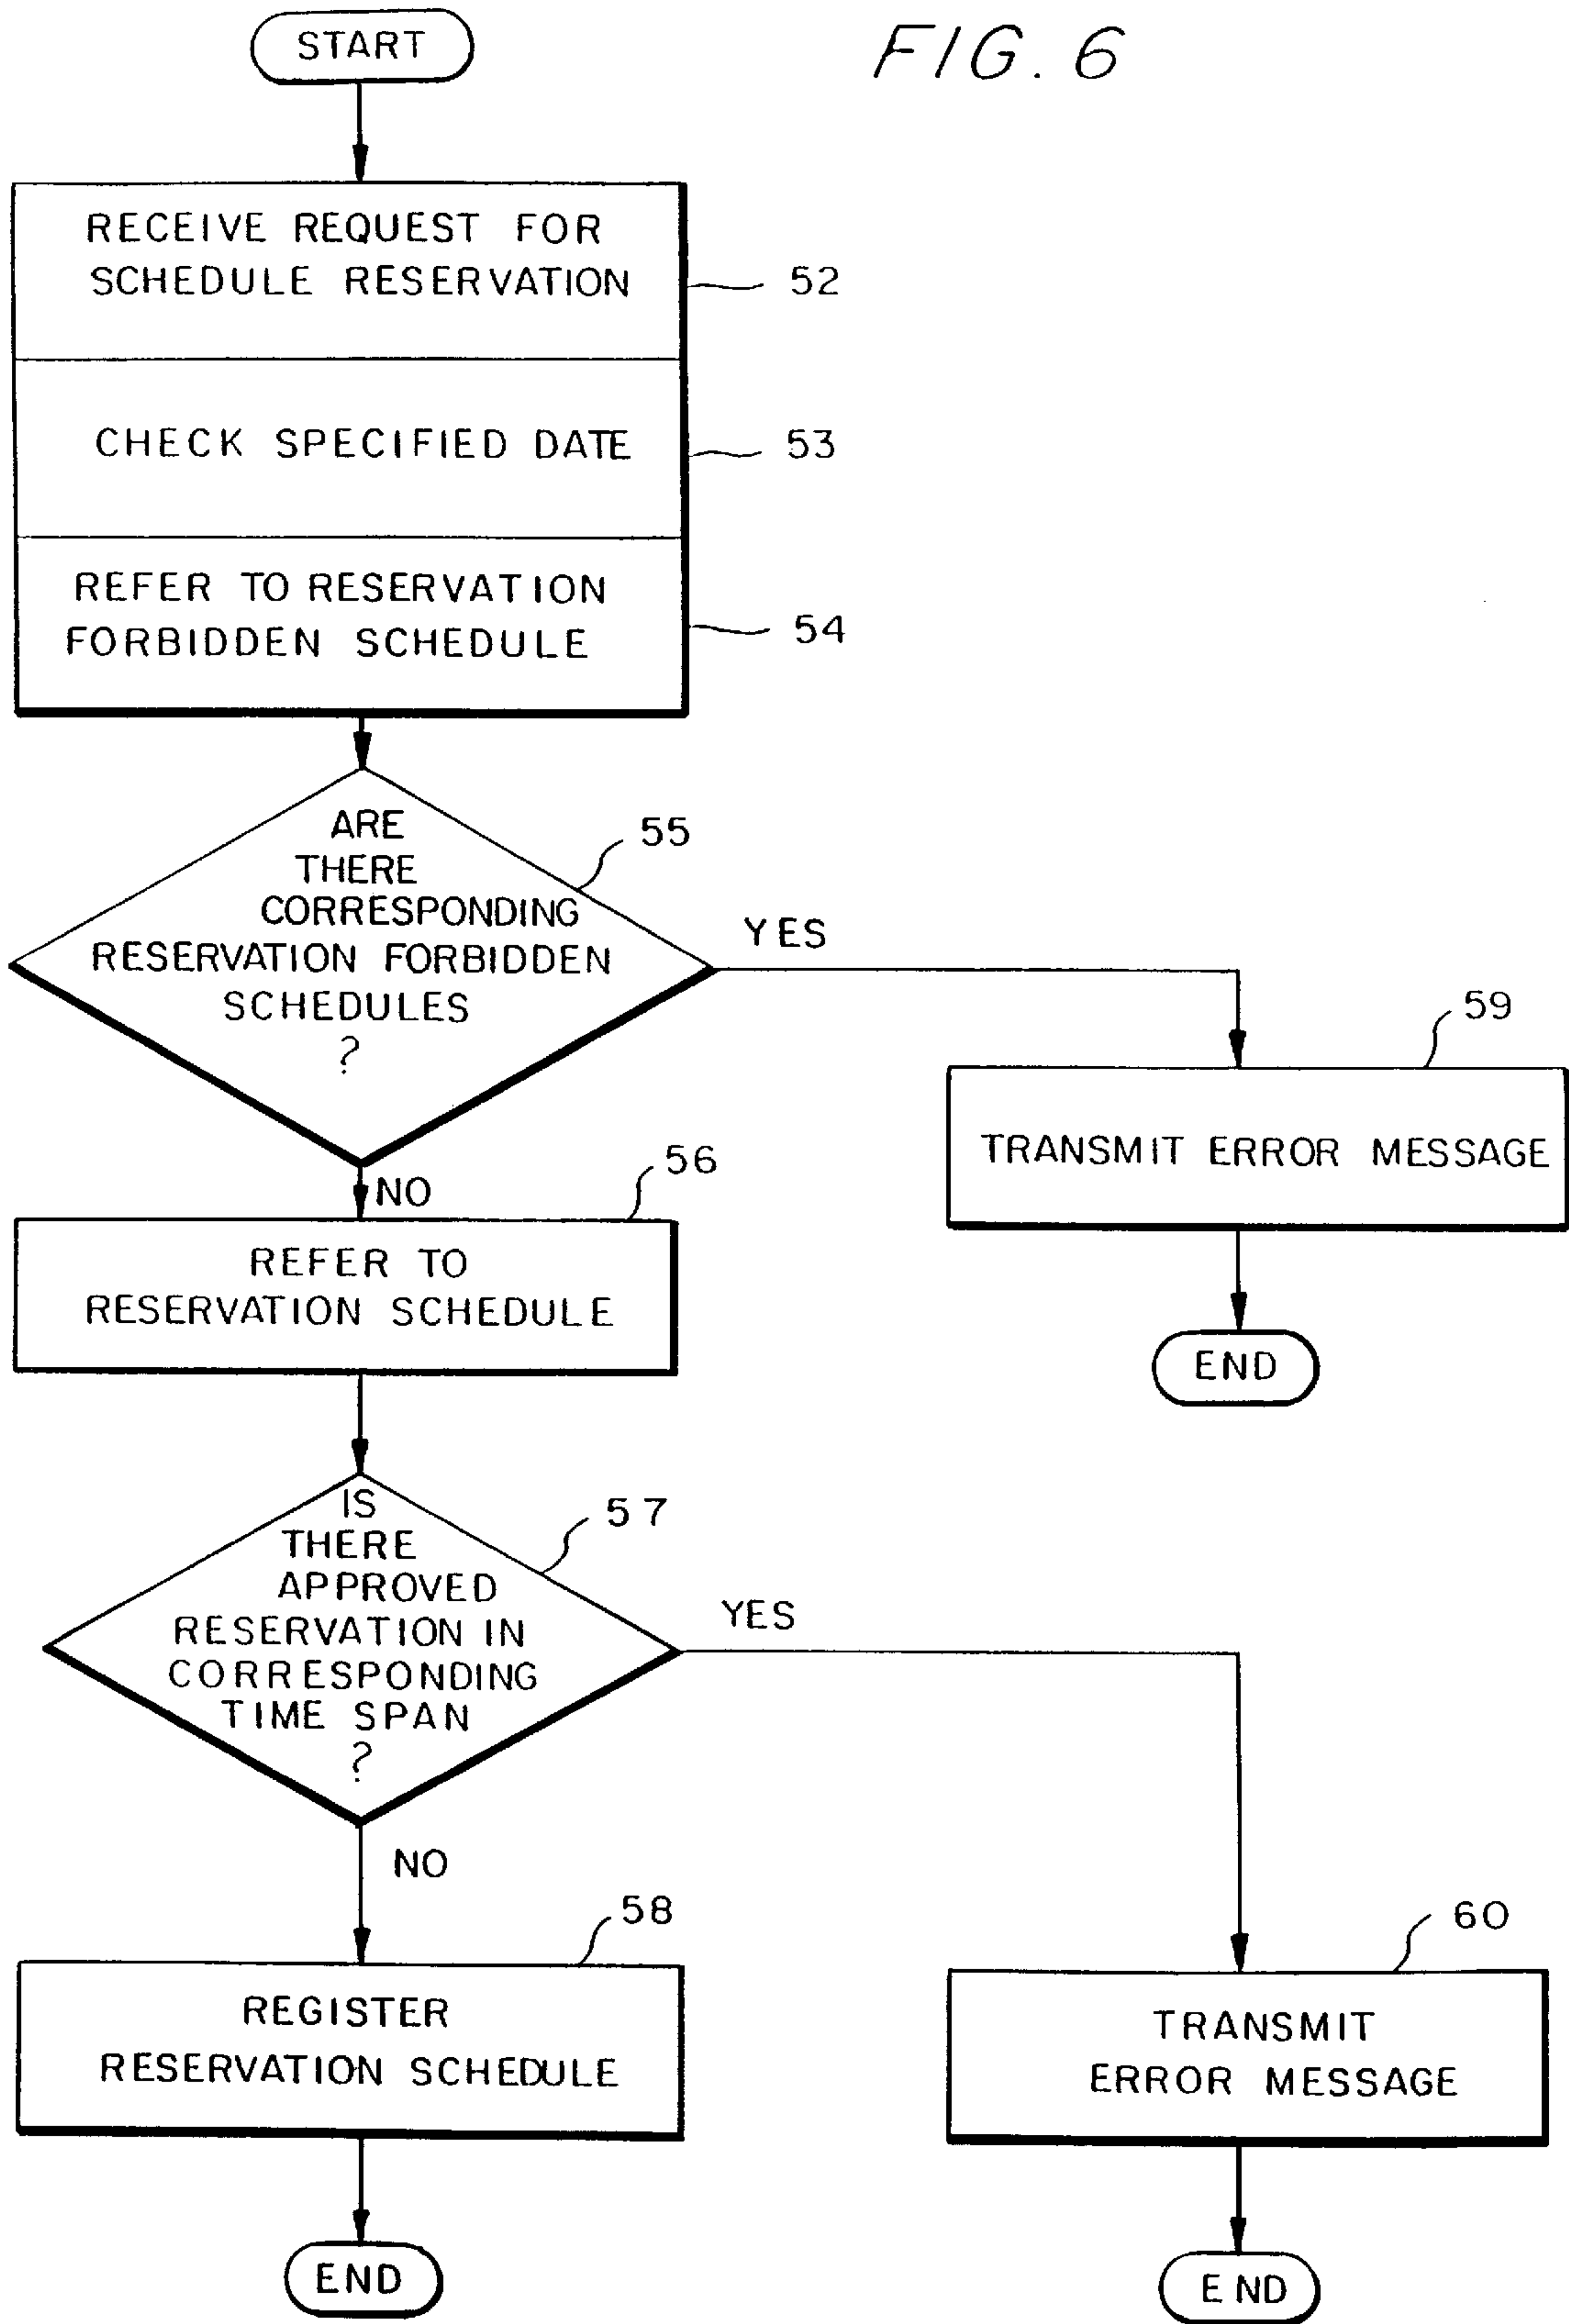 START
FIG. 6
RECEIVE REQUEST FOR
SCHEDULE RESERVATION
52
CHECK SPECIFIED DATE
53
REFER TO RESERVATION
FORBIDDEN SCHEDULE
54
ARE
THERE
CORRESPONDING
RESERVATION FORBIDDEN
SCHEDULES
?
55
YES
59
TRANSMIT ERROR MESSAGE
END
NO
56
REFER TO
RESERVATION SCHEDULE
IS
THERE
APPROVED
RESERVATION IN
CORRESPONDING
TIME SPAN
?
57
YES
NO
58
REGISTER
RESERVATION SCHEDULE
END
60
TRANSMIT
ERROR MESSAGE
END